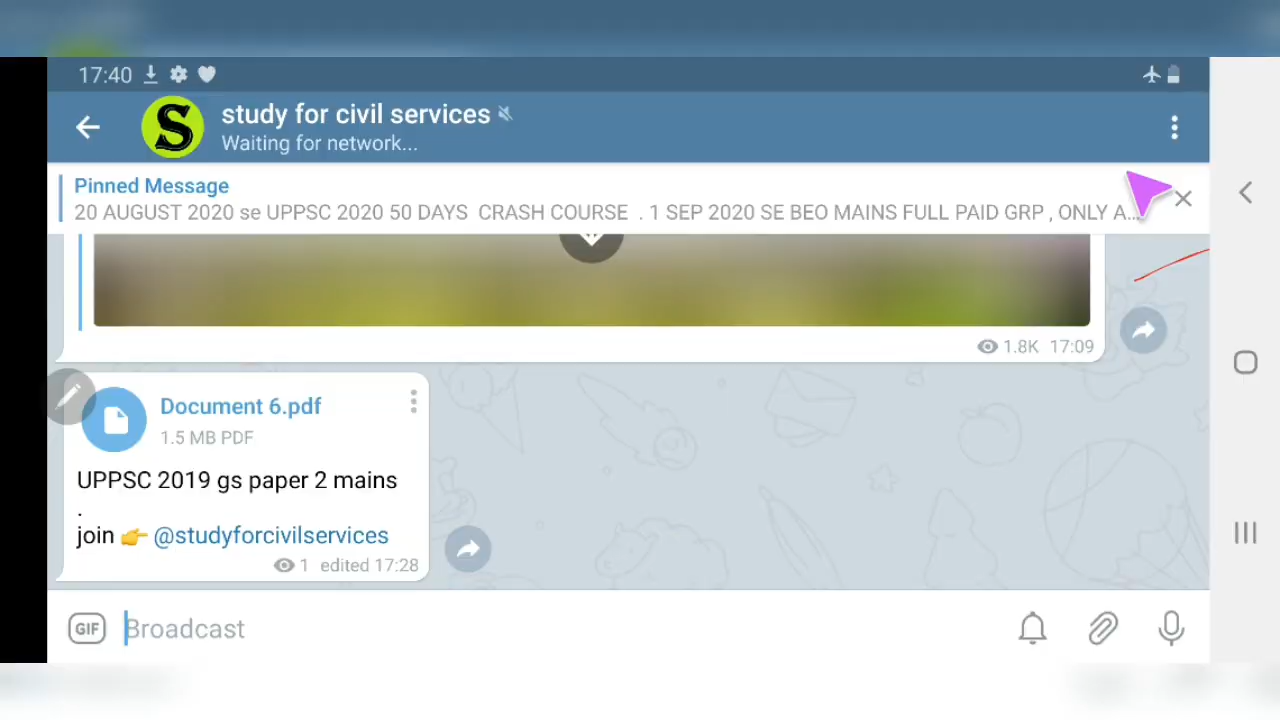 17:40
S
study for civil services
Waiting for network...
Pinned Message
20 AUGUST 2020 se UPPSC 2020 50 DAYS CRASH COURSE . 1 SEP 2020 SE BEO MAINS FULL PAID GRP , ONLY A...
1.8K 17:09
Document 6.pdf
1.5 MB PDF
UPPSC 2019 gs paper 2 mains
.
join 👉 @studyforcivilservices
1 edited 17:28
GIF Broadcast